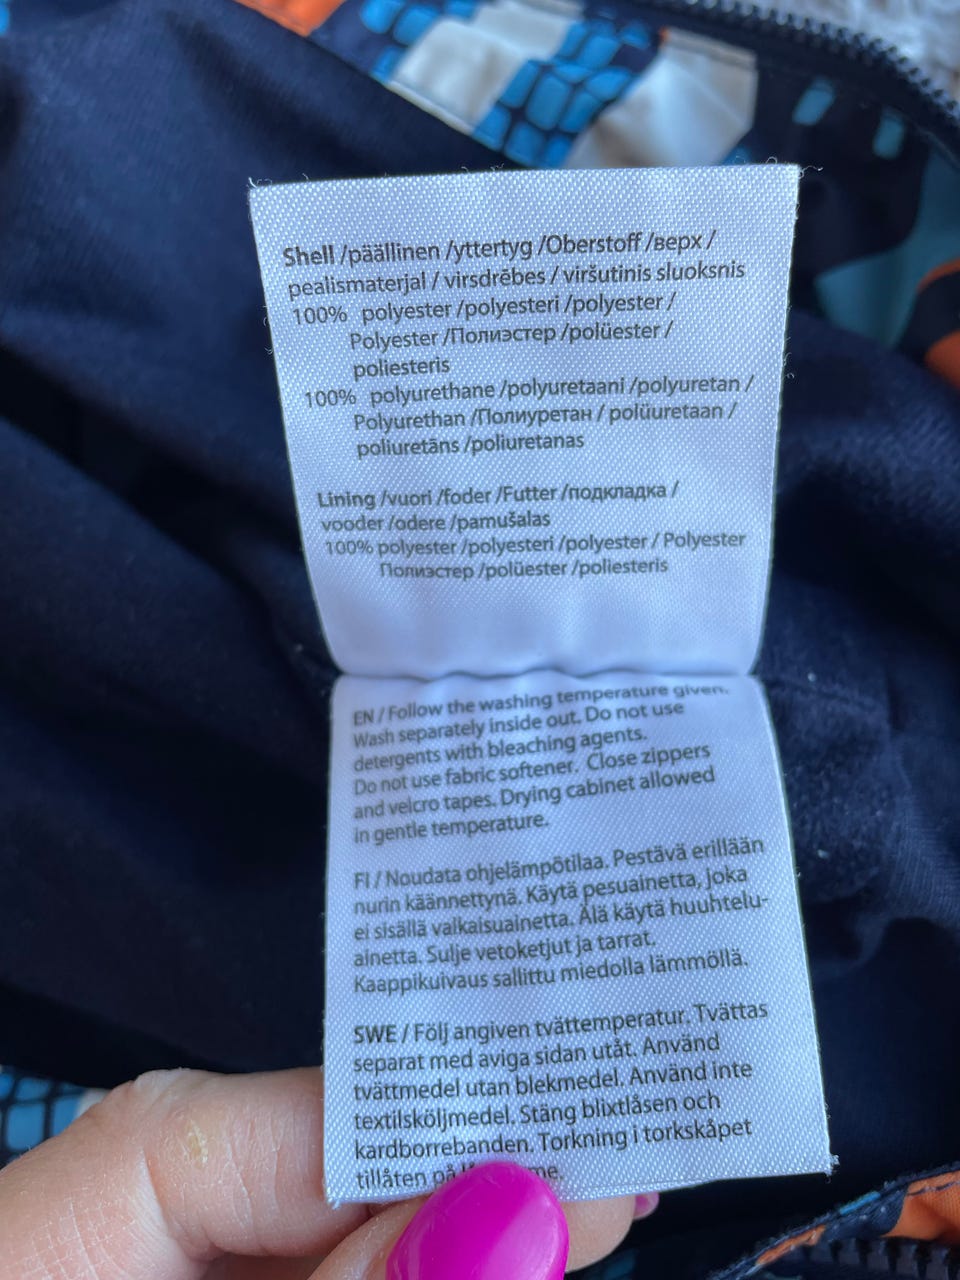 Shell /päällinen /yttertyg /Oberstoff /верх /
pealismaterjal / virsdrēbes / viršutinis sluoksnis
100% polyester /polyesteri /polyester /
Polyester /Полиэстер /polüester /
poliesteris
100% polyurethane /polyuretaani /polyuretan /
Polyurethan /Полиуретан / polüuretaan /
poliuretāns /poliuretanas
Lining /vuori /foder /Futter /подкладка /
vooder /odere /pamušalas
100% polyester /polyesteri /polyester / Polyester
Полиэстер /polüester /poliesteris
EN / Follow the washing temperature given.
Wash separately inside out. Do not use
detergents with bleaching agents.
Do not use fabric softener. Close zippers
and velcro tapes. Drying cabinet allowed
in gentle temperature.
FI / Noudata ohjelämpötilaa. Pestävä erillään
nurin käännettynä. Käytä pesuainetta, joka
ei sisällä valkaisuainetta. Älä käytä huuhtelu-
ainetta. Sulje vetoketjut ja tarrat.
Kaappikuivaus sallittu miedolla lämmöllä.
SWE / Följ angiven tvättemperatur. Tvättas
separat med aviga sidan utåt. Använd
tvättmedel utan blekmedel. Använd inte
textilsköljmedel. Stäng blixtlåsen och
kardborrebanden. Torkning i torkskåpet
tillåten på